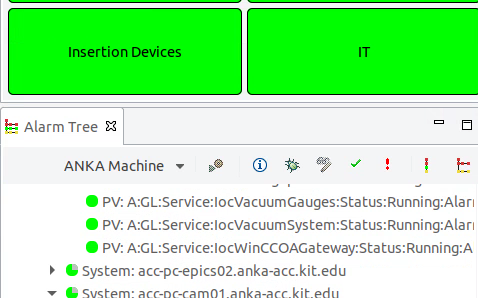 Insertion Devices
IT
Alarm Tree
ANKA Machine
PV: A:GL:Service:IocVacuumGauges:Status:Running:Alar
PV: A:GL:Service:IocVacuumSystem:Status:Running:Alarr
PV: A:GL:Service:IocWinCCOAGateway:Status:Running:A
System: acc-pc-epics02.anka-acc.kit.edu
System: acc-pc-cam01.anka-acc.kit.edu